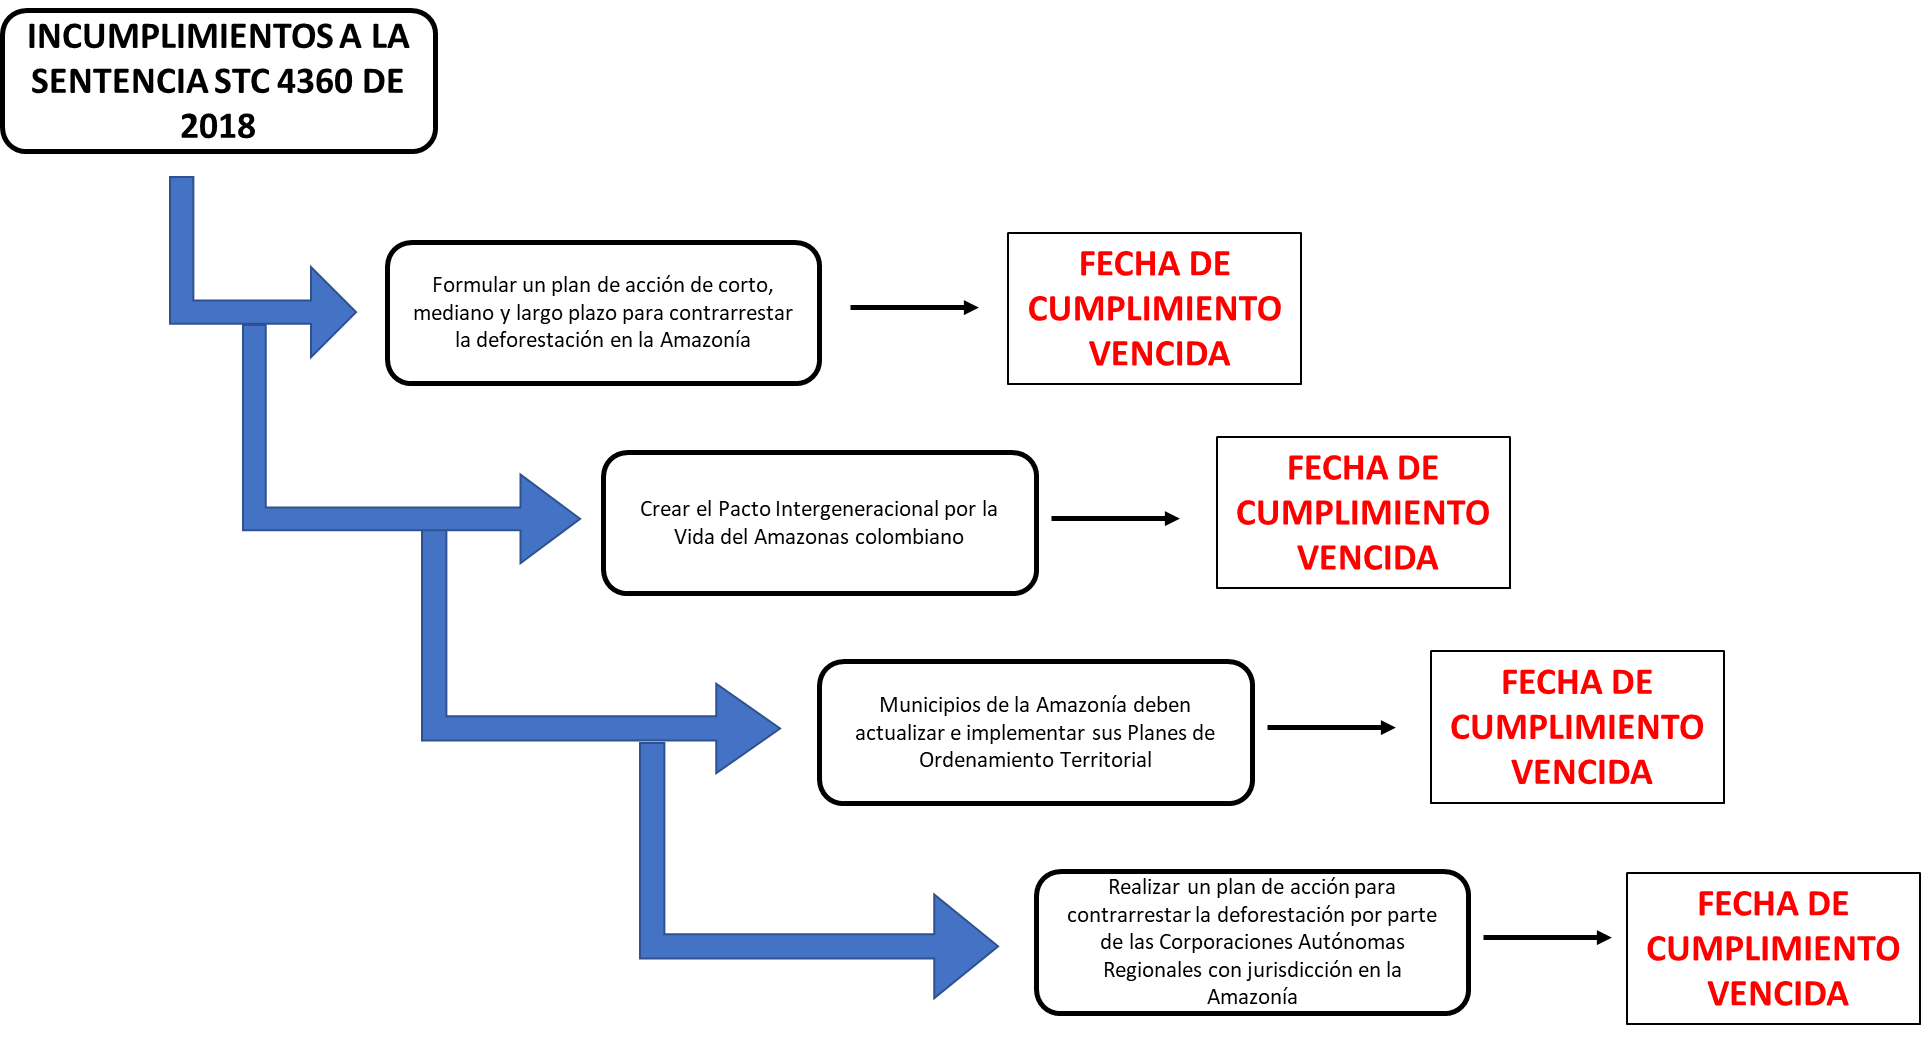 INCUMPLIMIENTOS A LA
SENTENCIA STC 4360 DE
2018
Formular un plan de acción de corto,
mediano y largo plazo para contrarrestar
la deforestación en la Amazonía
FECHA DE
CUMPLIMIENTO
VENCIDA
Crear el Pacto Intergeneracional por la
Vida del Amazonas colombiano
FECHA DE
CUMPLIMIENTO
VENCIDA
Municipios de la Amazonía deben
actualizar e implementar sus Planes de
Ordenamiento Territorial
FECHA DE
CUMPLIMIENTO
VENCIDA
Realizar un plan de acción para
contrarrestar la deforestación por parte
de las Corporaciones Autónomas
Regionales con jurisdicción en la
Amazonía
FECHA DE
CUMPLIMIENTO
VENCIDA